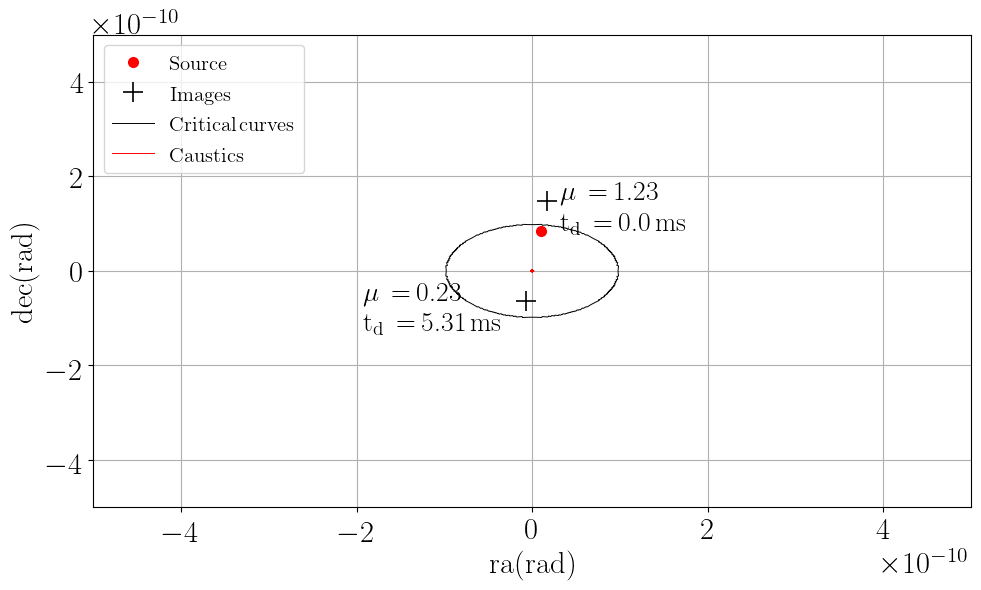 ×10⁻¹⁰
Source
Images
Critical curves
Caustics
4
2
0
−2
−4
dec(rad)
μ = 1.23
t_d = 0.0 ms
μ = 0.23
t_d = 5.31 ms
−4
−2
0
2
4
ra(rad)
×10⁻¹⁰